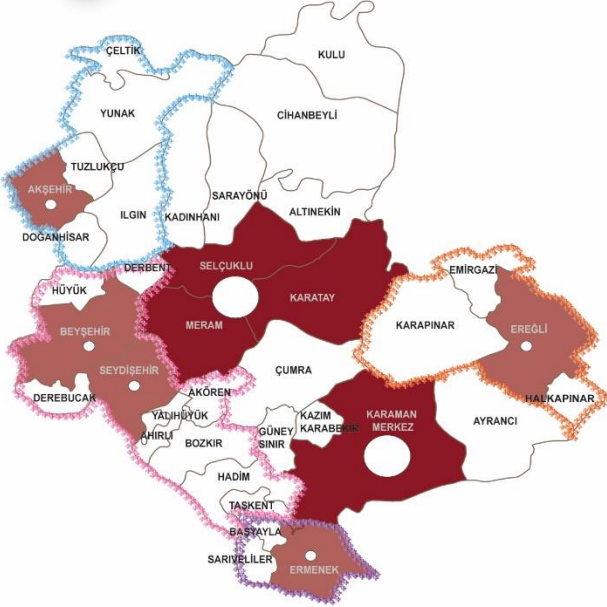 ÇELTİK
KULU
YUNAK
CİHANBEYLİ
TUZLUKÇU
AKŞEHİR
SARAYÖNÜ
ILGIN
KADINHANI
ALTINEKİN
DOĞANHİSAR
DERBENT
SELÇUKLU
EMİRGAZİ
HÜYÜK
KARATAY
MERAM
KARAPINAR
EREĞLİ
BEYŞEHİR
SEYDİŞEHİR
ÇUMRA
AKÖREN
DEREBUCAK
HALKAPINAR
YALIHÜYÜK
KAZIM
KARABEKİR
KARAMAN
MERKEZ
AYRANCI
AHIRLI
GÜNEY
SINIR
BOZKIR
HADİM
TAŞKENT
BAŞYAYLA
SARIVELİLER
ERMENEK